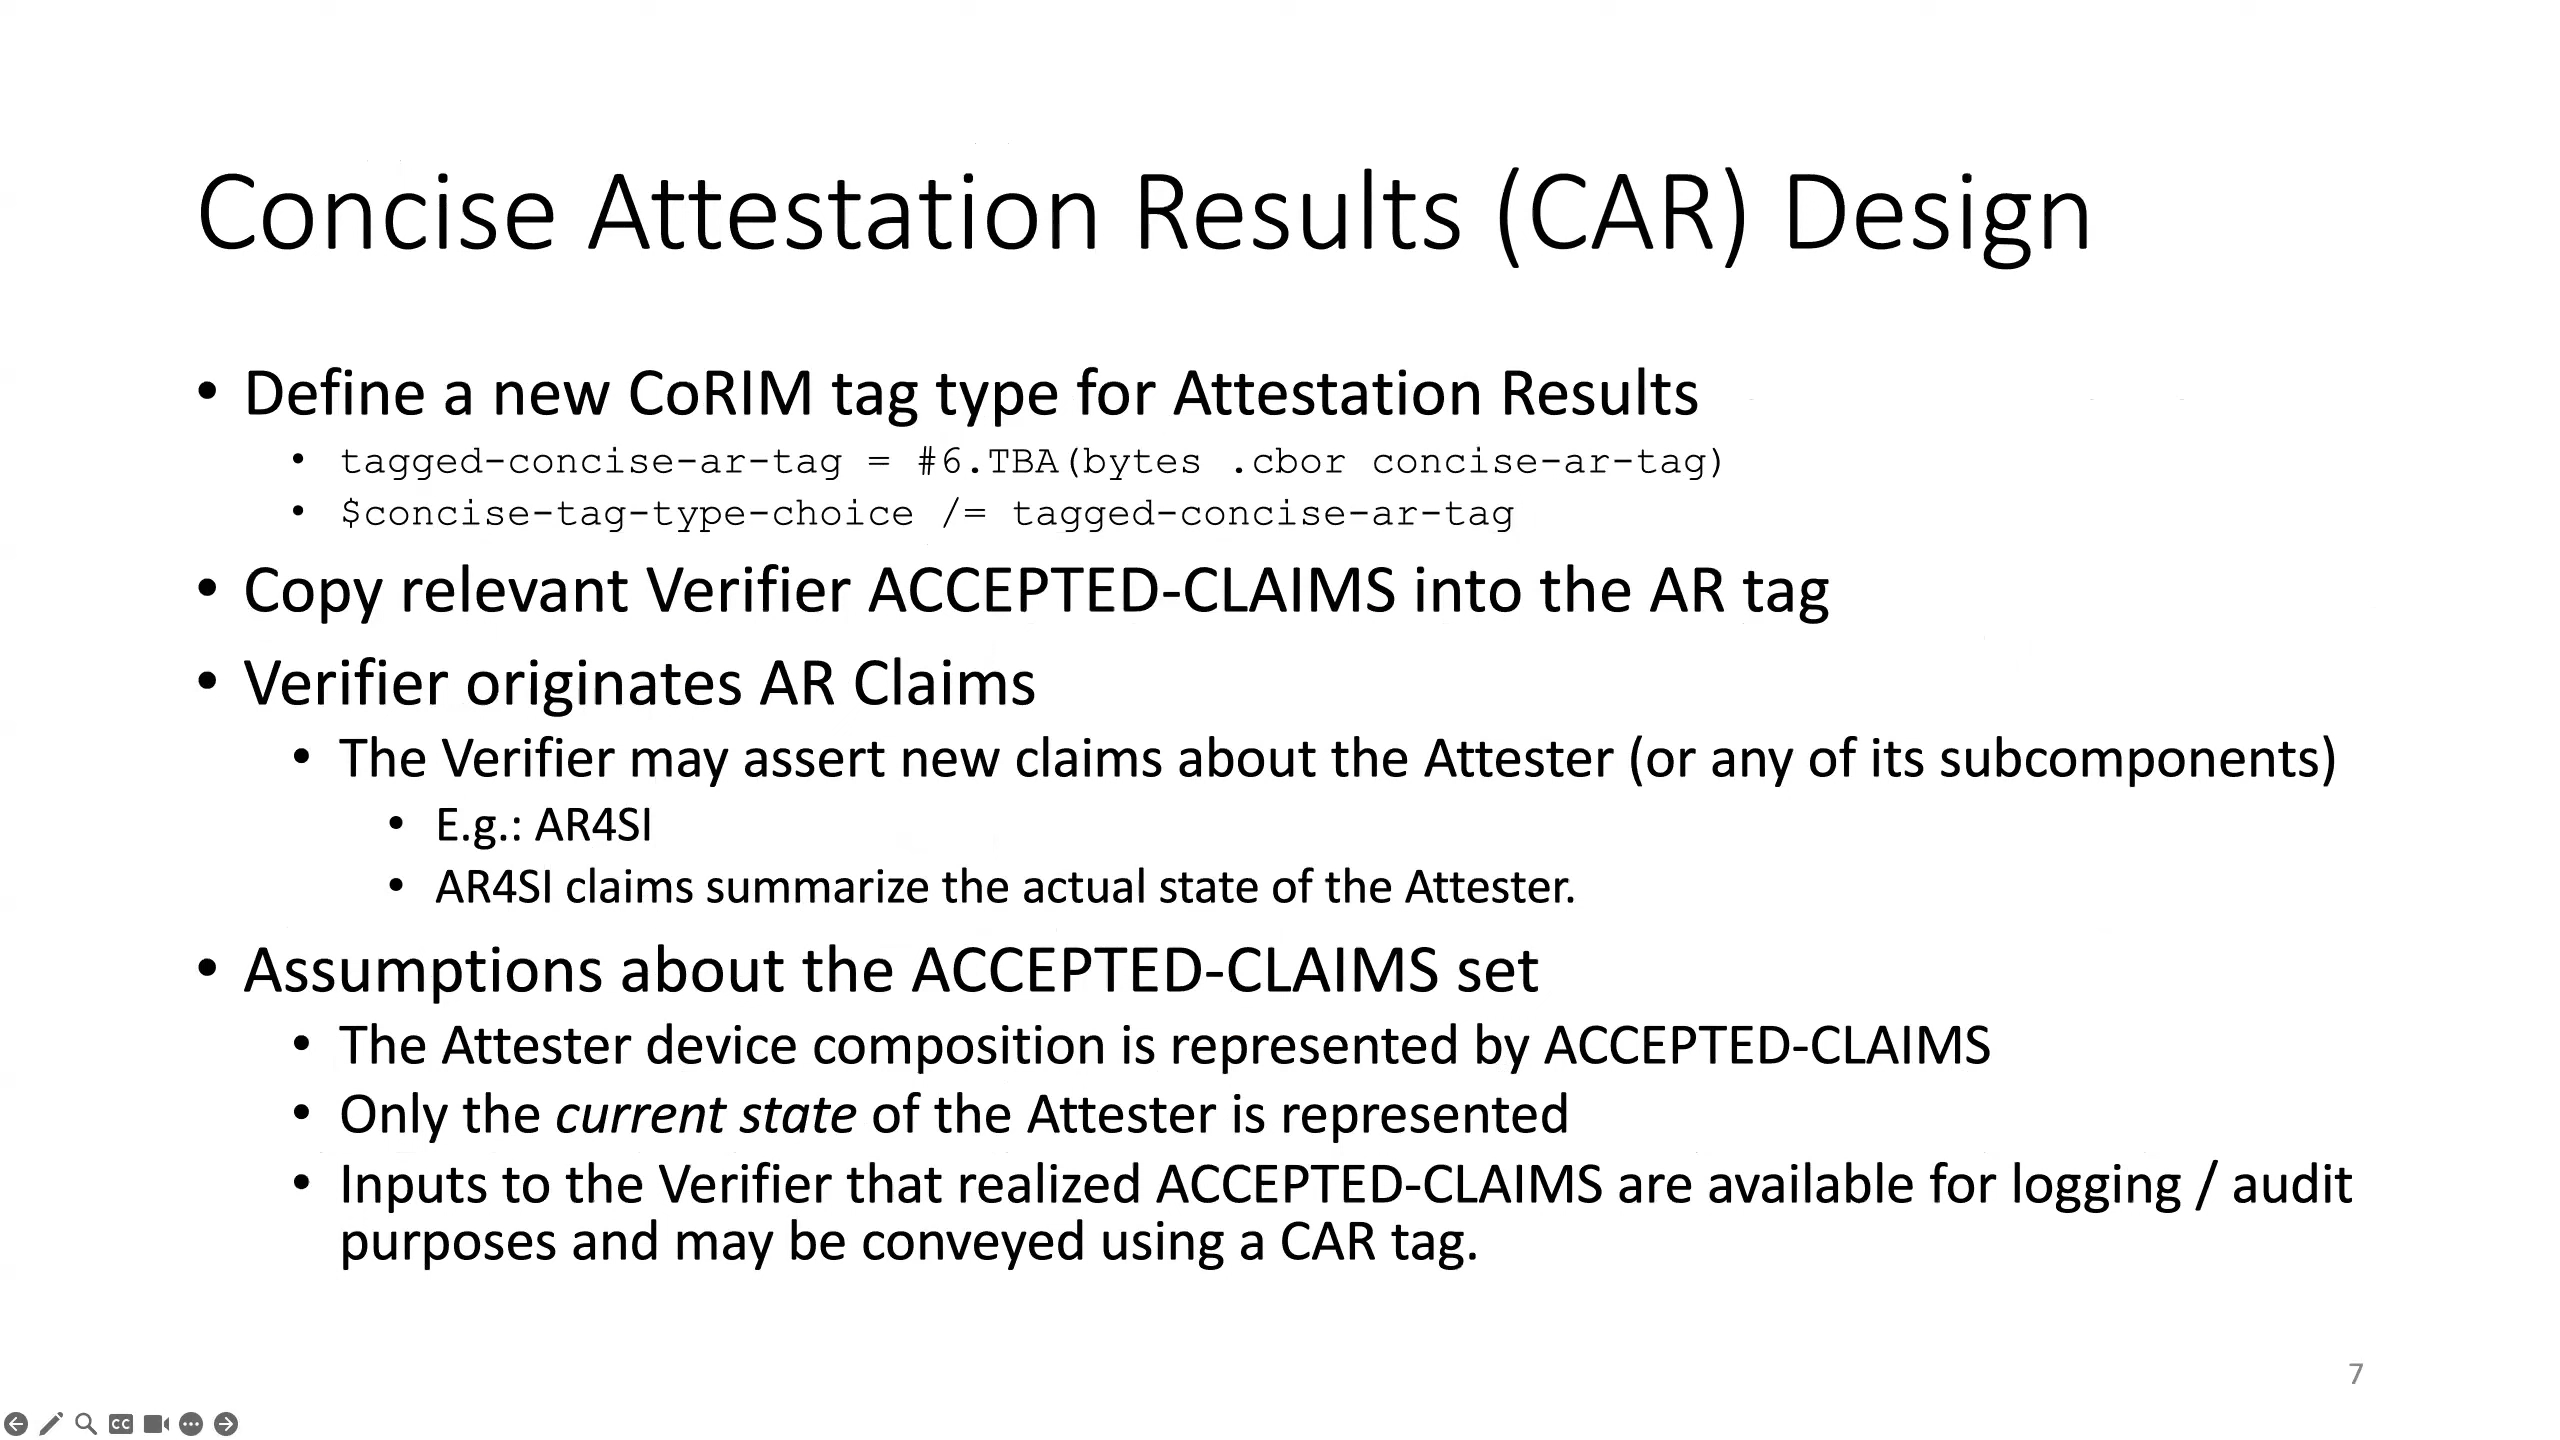 Concise Attestation Results (CAR) Design
• Define a new CoRIM tag type for Attestation Results
• tagged-concise-ar-tag = #6.TBA(bytes .cbor concise-ar-tag)
• $concise-tag-type-choice /= tagged-concise-ar-tag
• Copy relevant Verifier ACCEPTED-CLAIMS into the AR tag
• Verifier originates AR Claims
• The Verifier may assert new claims about the Attester (or any of its subcomponents)
• E.g.: AR4SI
• AR4SI claims summarize the actual state of the Attester.
• Assumptions about the ACCEPTED-CLAIMS set
• The Attester device composition is represented by ACCEPTED-CLAIMS
• Only the current state of the Attester is represented
• Inputs to the Verifier that realized ACCEPTED-CLAIMS are available for logging / audit
purposes and may be conveyed using a CAR tag.
7
CC